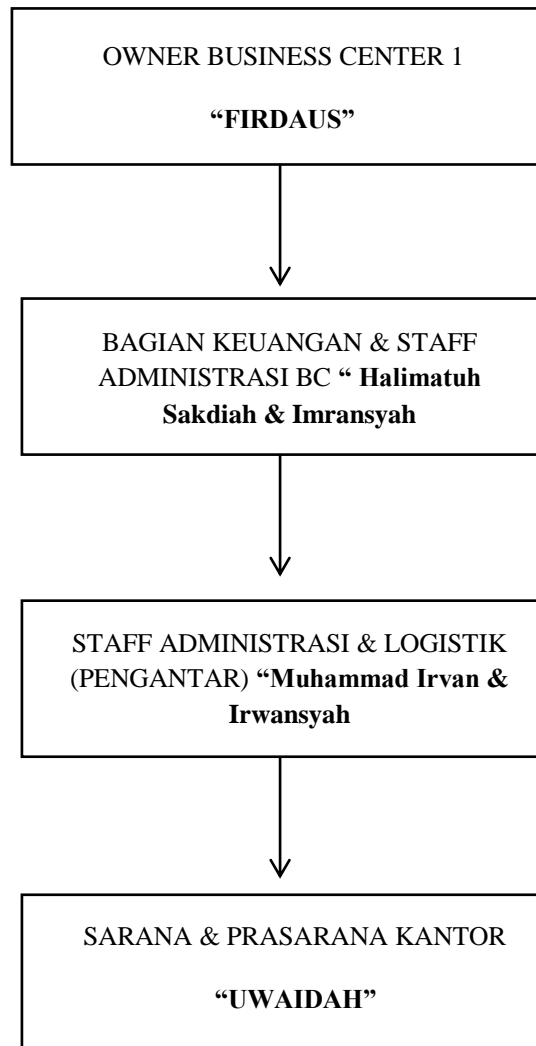 OWNER BUSINESS CENTER 1
“FIRDAUS”
BAGIAN KEUANGAN & STAFF
ADMINISTRASI BC “ Halimatuh
Sakdiah & Imransyah
STAFF ADMINISTRASI & LOGISTIK
(PENGANTAR) “Muhammad Irvan &
Irwansyah
SARANA & PRASARANA KANTOR
“UWAIDAH”